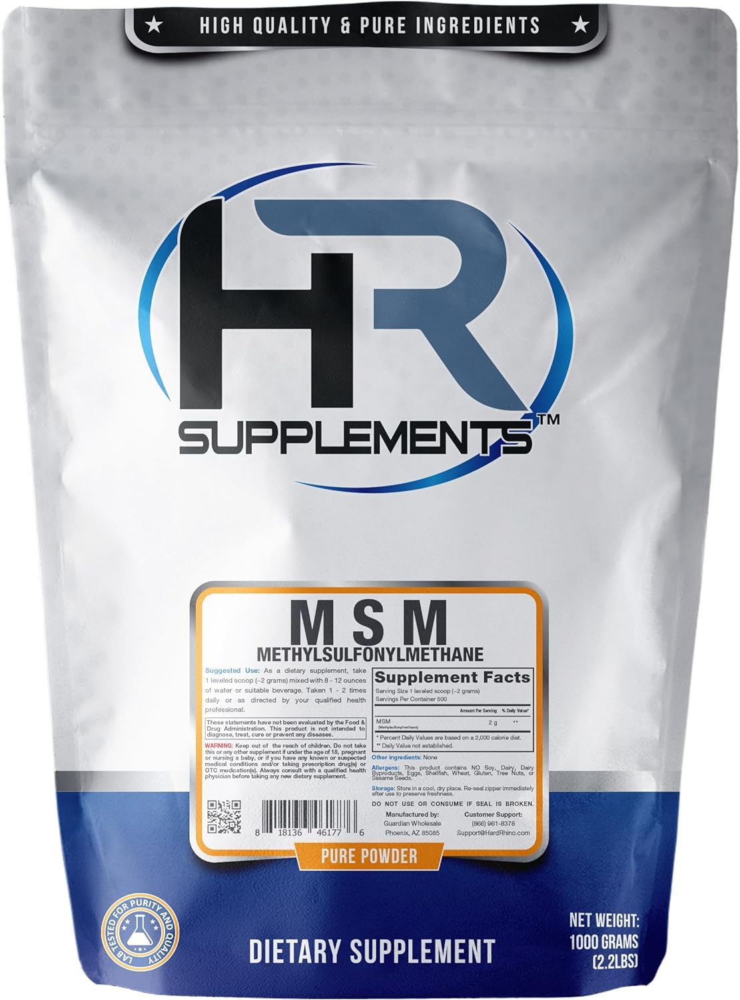 HIGH QUALITY & PURE INGREDIENTS
HR
SUPPLEMENTS™
M S M
METHYLSULFONYLMETHANE
Suggested Use: As a dietary supplement, take
1 leveled scoop (~2 grams) mixed with 8 - 12 ounces
of water or suitable beverage. Taken 1 - 2 times
daily or as directed by your qualified health
professional.
These statements have not been evaluated by the Food &
Drug Administration. This product is not intended to
diagnose, treat, cure or prevent any diseases.
WARNING: Keep out of the reach of children. Do not take
this or any other supplement if under the age of 18, pregnant
or nursing a baby, or if you have any known or suspected
medical conditions and/or taking prescription drug(s) or
OTC medication(s). Always consult with a qualified health
physician before taking any new dietary supplement.
8 18136 46177 6
Supplement Facts
Serving Size 1 leveled scoop (~2 grams)
Servings Per Container 500
Amount Per Serving % Daily Value*
MSM 2 g **
(Methylsulfonylmethane)
* Percent Daily Values are based on a 2,000 calorie diet.
** Daily Value not established.
Other ingredients: None
Allergens: This product contains NO Soy, Dairy, Dairy
Byproducts, Eggs, Shellfish, Wheat, Gluten, Tree Nuts, or
Sesame Seeds.
Storage: Store in a cool, dry place. Re-seal zipper immediately
after use to preserve freshness.
DO NOT USE OR CONSUME IF SEAL IS BROKEN.
Manufactured by: Customer Support:
Guardian Wholesale (866) 961-8378
Phoenix, AZ 85085 Support@HardRhino.com
PURE POWDER
LAB TESTED FOR PURITY AND QUALITY
DIETARY SUPPLEMENT
NET WEIGHT:
1000 GRAMS
(2.2LBS)